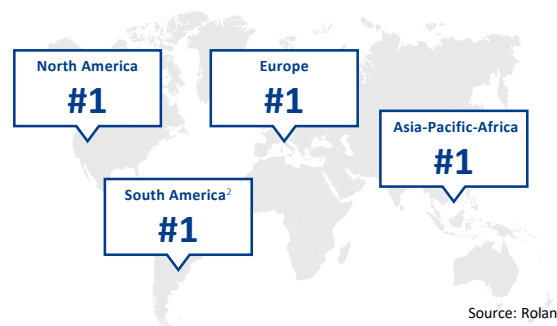 North America
#1
Europe
#1
Asia-Pacific-Africa
#1
South America²
#1
Source: Rolan